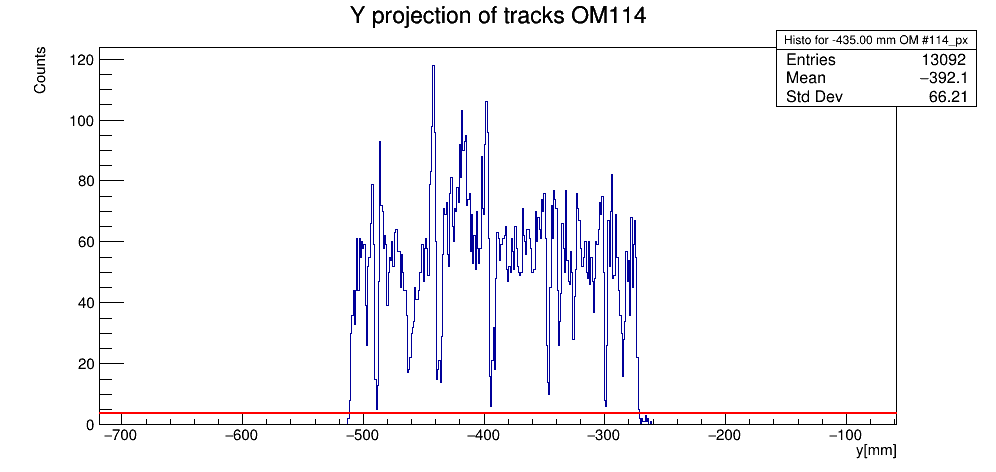 Y projection of tracks OM114
Histo for -435.00 mm OM #114_px
Entries 13092
Mean −392.1
Std Dev 66.21
Counts
120
100
80
60
40
20
0
−700 −600 −500 −400 −300 −200 −100
y[mm]